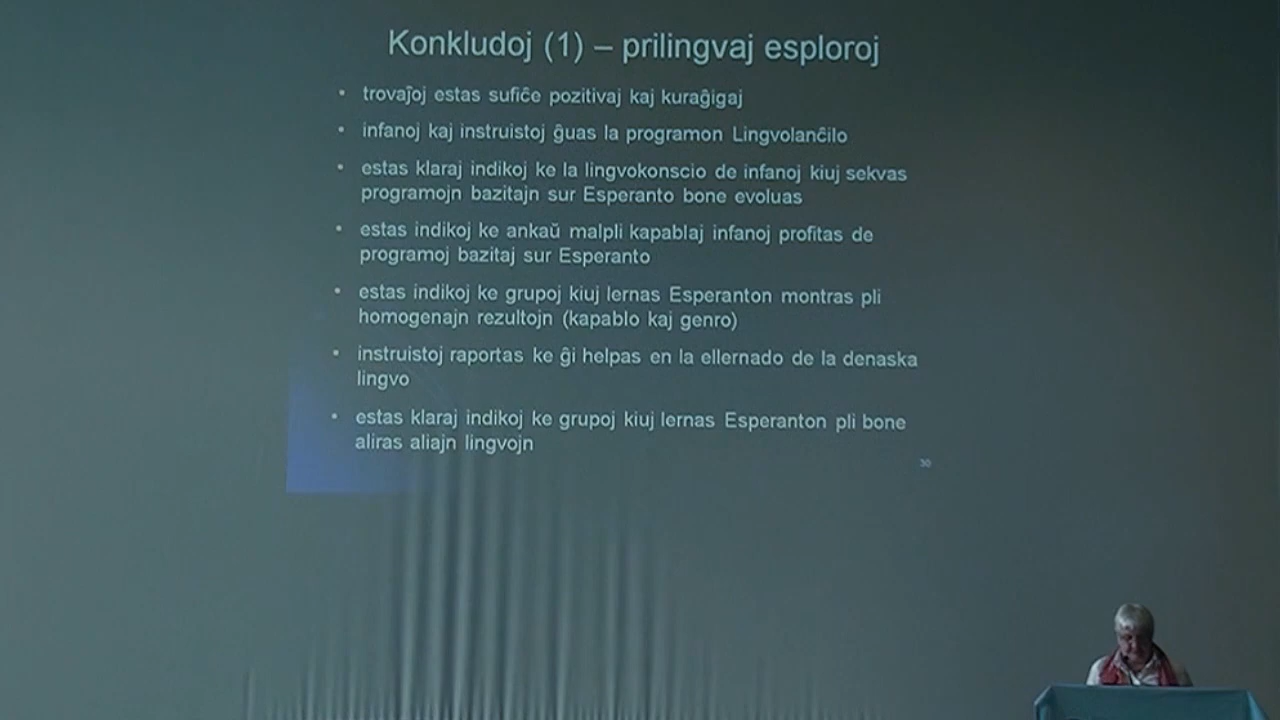 Konkludoj (1) – prilingvaj esploroj
• trovaĵoj estas sufiĉe pozitivaj kaj kuraĝigaj
• infanoj kaj instruistoj ĝuas la programon Lingvolanĉilo
• estas klaraj indikoj ke la lingvokonscio de infanoj kiuj sekvas
programojn bazitajn sur Esperanto bone evoluas
• estas indikoj ke ankaŭ malpli kapablaj infanoj profitas de
programoj bazitaj sur Esperanto
• estas indikoj ke grupoj kiuj lernas Esperanton montras pli
homogenajn rezultojn (kapablo kaj genro)
• instruistoj raportas ke ĝi helpas en la ellernado de la denaska
lingvo
• estas klaraj indikoj ke grupoj kiuj lernas Esperanton pli bone
aliras aliajn lingvojn
30